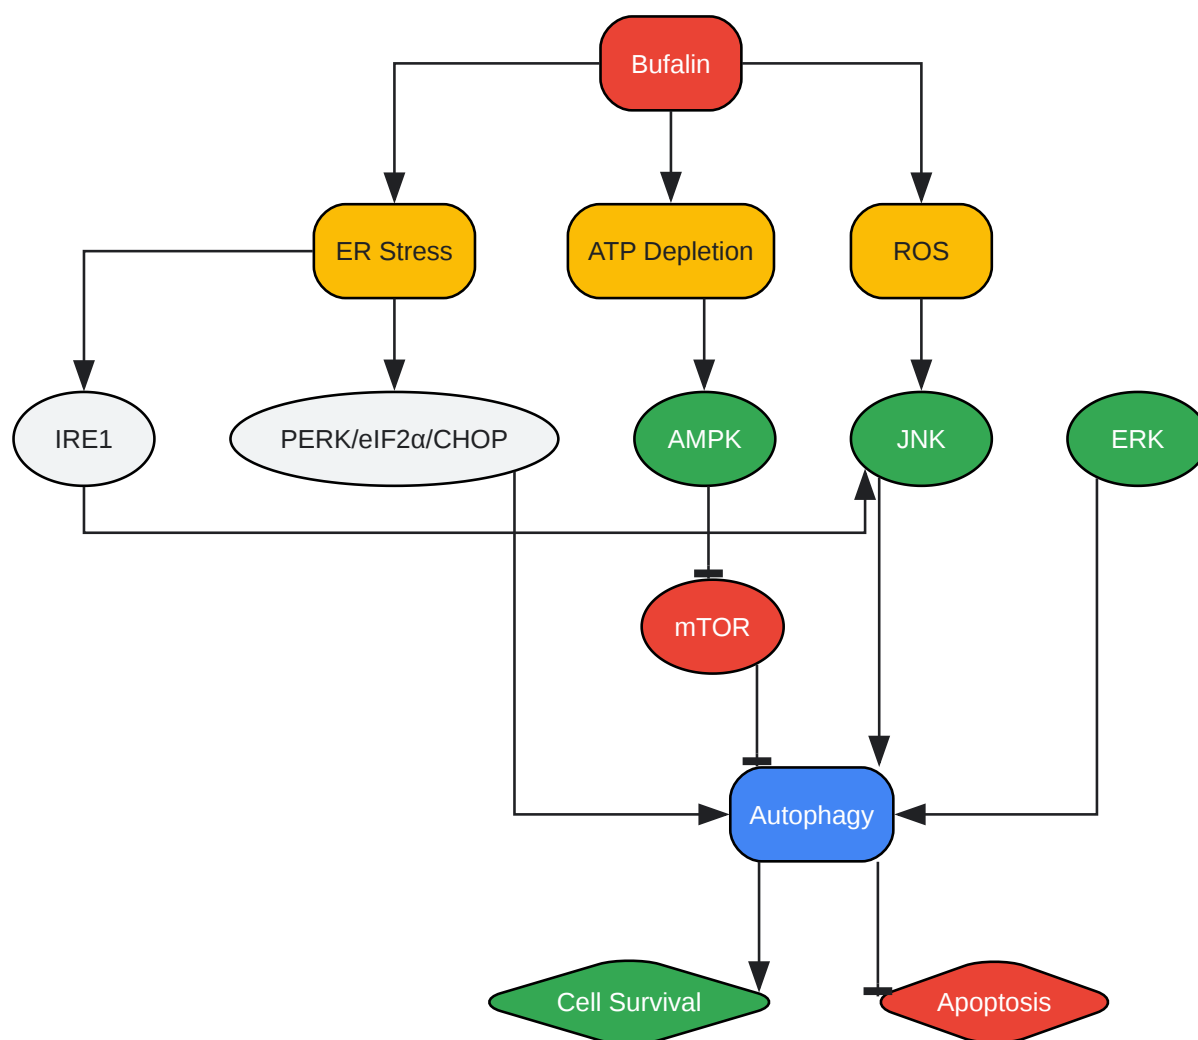 Bufalin
ER Stress
ATP Depletion
ROS
IRE1
PERK/eIF2α/CHOP
AMPK
JNK
ERK
mTOR
Autophagy
Cell Survival
Apoptosis